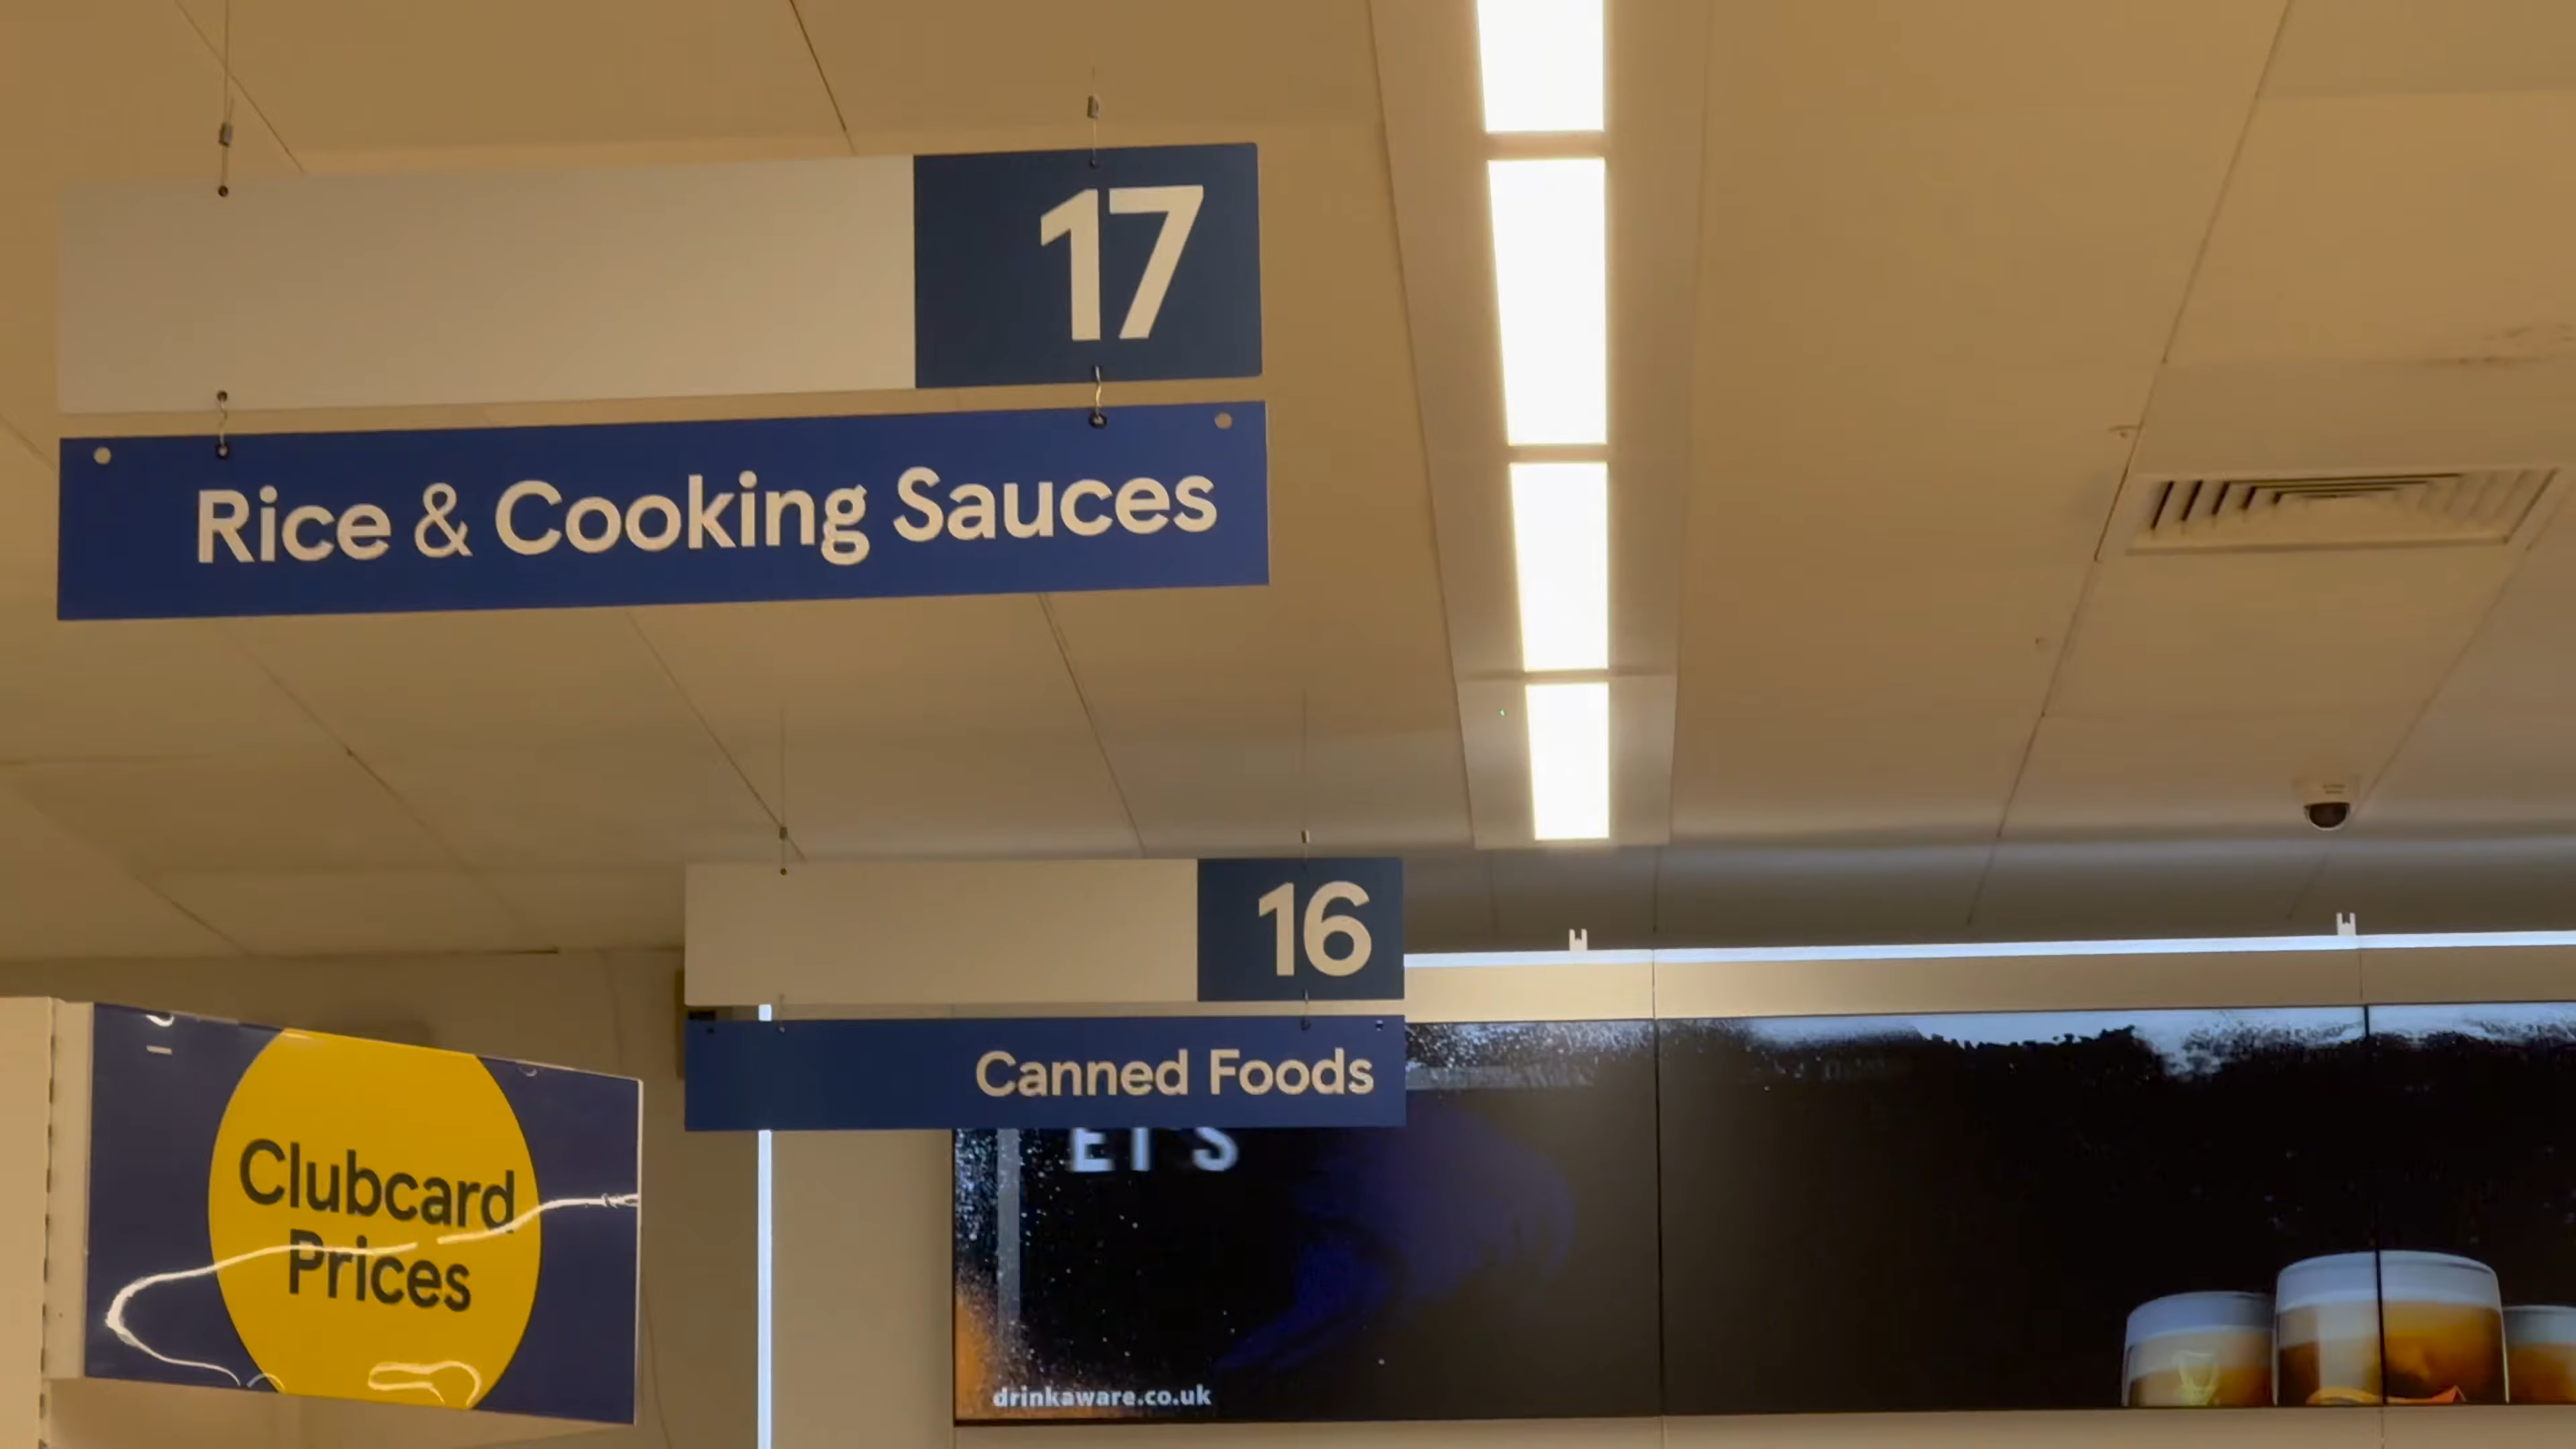 17
Rice & Cooking Sauces
16
Canned Foods
Clubcard
Prices
drinkaware.co.uk